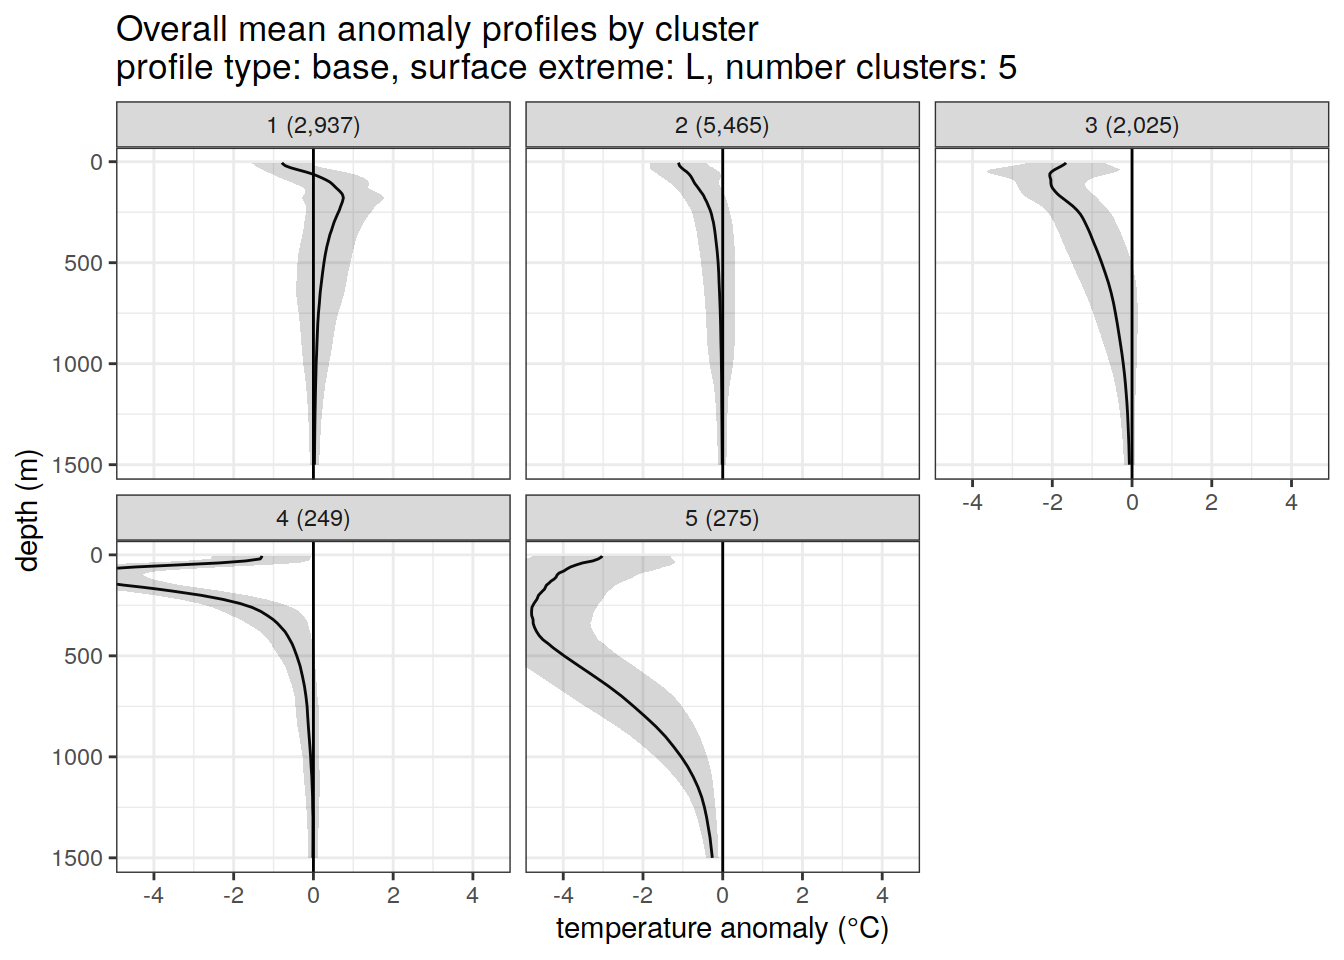 Overall mean anomaly profiles by cluster
profile type: base, surface extreme: L, number clusters: 5
1 (2,937)
2 (5,465)
3 (2,025)
0
500
1000
1500
-4 -2 0 2 4
4 (249)
5 (275)
0
500
1000
1500
-4 -2 0 2 4
-4 -2 0 2 4
depth (m)
temperature anomaly (°C)